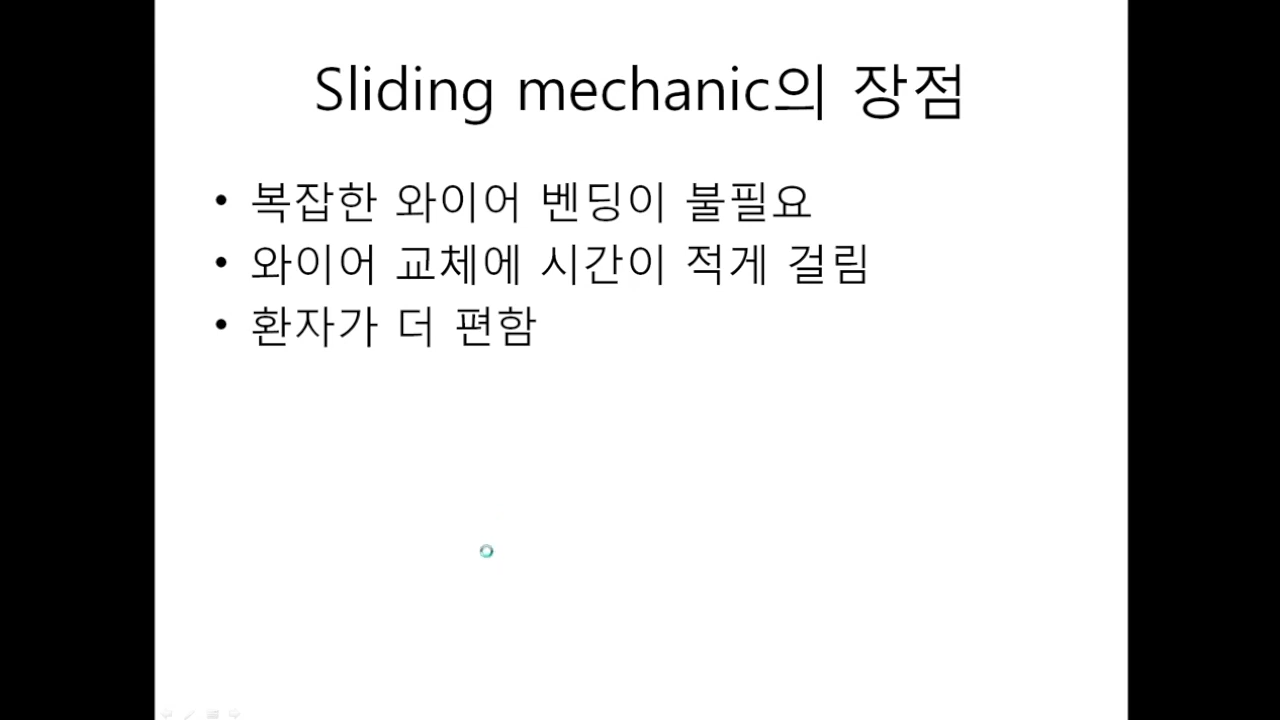 Sliding mechanic의 장점
• 복잡한 와이어 벤딩이 불필요
• 와이어 교체에 시간이 적게 걸림
• 환자가 더 편함